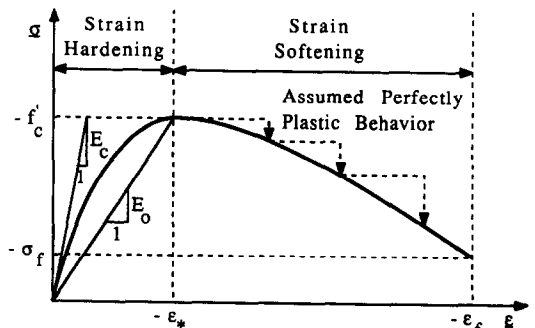 σ
Strain Hardening
Strain Softening
Assumed Perfectly
Plastic Behavior
- f'c
Ec
1
Eo
1
- σf
- ε*
- εf
ε